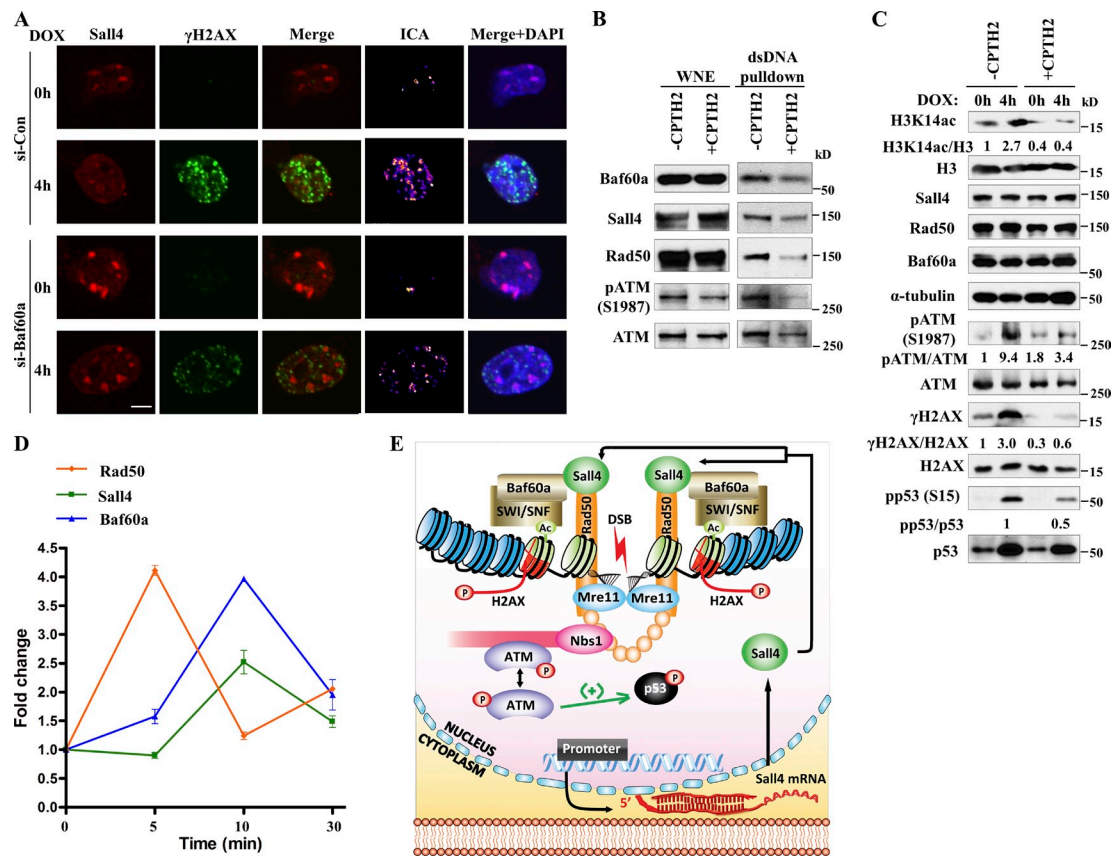 A
DOX Sall4 γH2AX Merge ICA Merge+DAPI
si-Con
0h
4h
si-Baf60a
0h
4h
B
WNE dsDNA pulldown
-CPTH2 +CPTH2 -CPTH2 +CPTH2
kD
Baf60a 50
Sall4 150
Rad50 150
pATM (S1987) 250
ATM 250
C
-CPTH2 +CPTH2
DOX: 0h 4h 0h 4h kD
H3K14ac 15
H3K14ac/H3 1 2.7 0.4 0.4
H3 15
Sall4 150
Rad50 150
Baf60a 50
α-tubulin 50
pATM (S1987) 250
pATM/ATM 1 9.4 1.8 3.4
ATM 250
γH2AX 15
γH2AX/H2AX 1 3.0 0.3 0.6
H2AX 15
pp53 (S15) 50
pp53/p53 1 0.5
p53 50
D
Rad50
Sall4
Baf60a
Fold change
4.5
4.0
3.5
3.0
2.5
2.0
1.5
1.0
0.5
0.0
0 5 10 30
Time (min)
E
Sall4 Sall4
Baf60a Baf60a
SWI/SNF SWI/SNF
Rad50 Rad50
DSB
Ac Ac
P H2AX Mre11 Mre11 H2AX P
Nbs1
ATM P
P ATM
(+)
p53 P
Sall4
NUCLEUS
CYTOPLASM
Promoter
Sall4 mRNA
5'